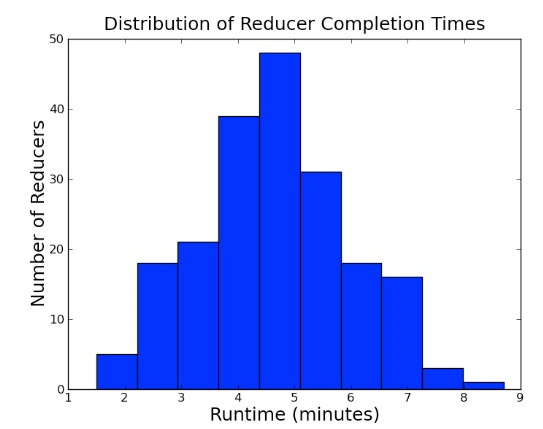 Distribution of Reducer Completion Times
50
40
30
20
10
0
Number of Reducers
1 2 3 4 5 6 7 8 9
Runtime (minutes)